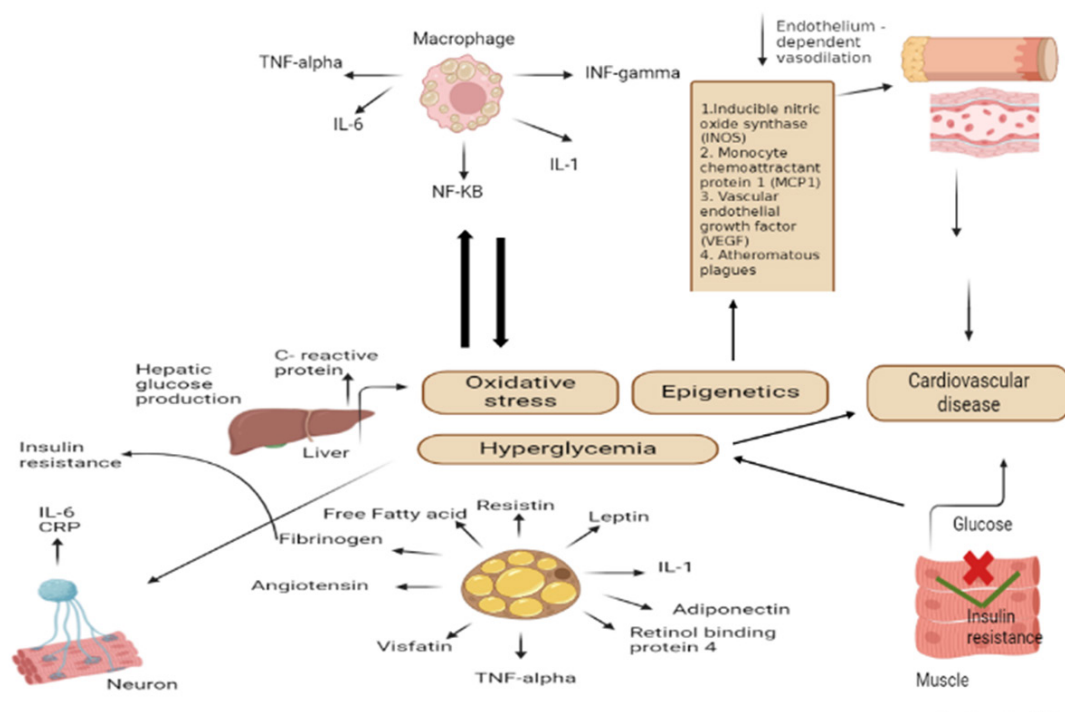 Macrophage
TNF-alpha
INF-gamma
IL-6
IL-1
NF-KB
Endothelium -
dependent
vasodilation
1.Inducible nitric
oxide synthase
(INOS)
2. Monocyte
chemoattractant
protein 1 (MCP1)
3. Vascular
endothelial
growth factor
(VEGF)
4. Atheromatous
plagues
Hepatic
glucose
production
C- reactive
protein
Liver
Oxidative
stress
Epigenetics
Cardiovascular
disease
Hyperglycemia
Insulin
resistance
IL-6
CRP
Neuron
Free Fatty acid
Resistin
Leptin
Fibrinogen
IL-1
Angiotensin
Adiponectin
Visfatin
Retinol binding
protein 4
TNF-alpha
Glucose
Insulin
resistance
Muscle